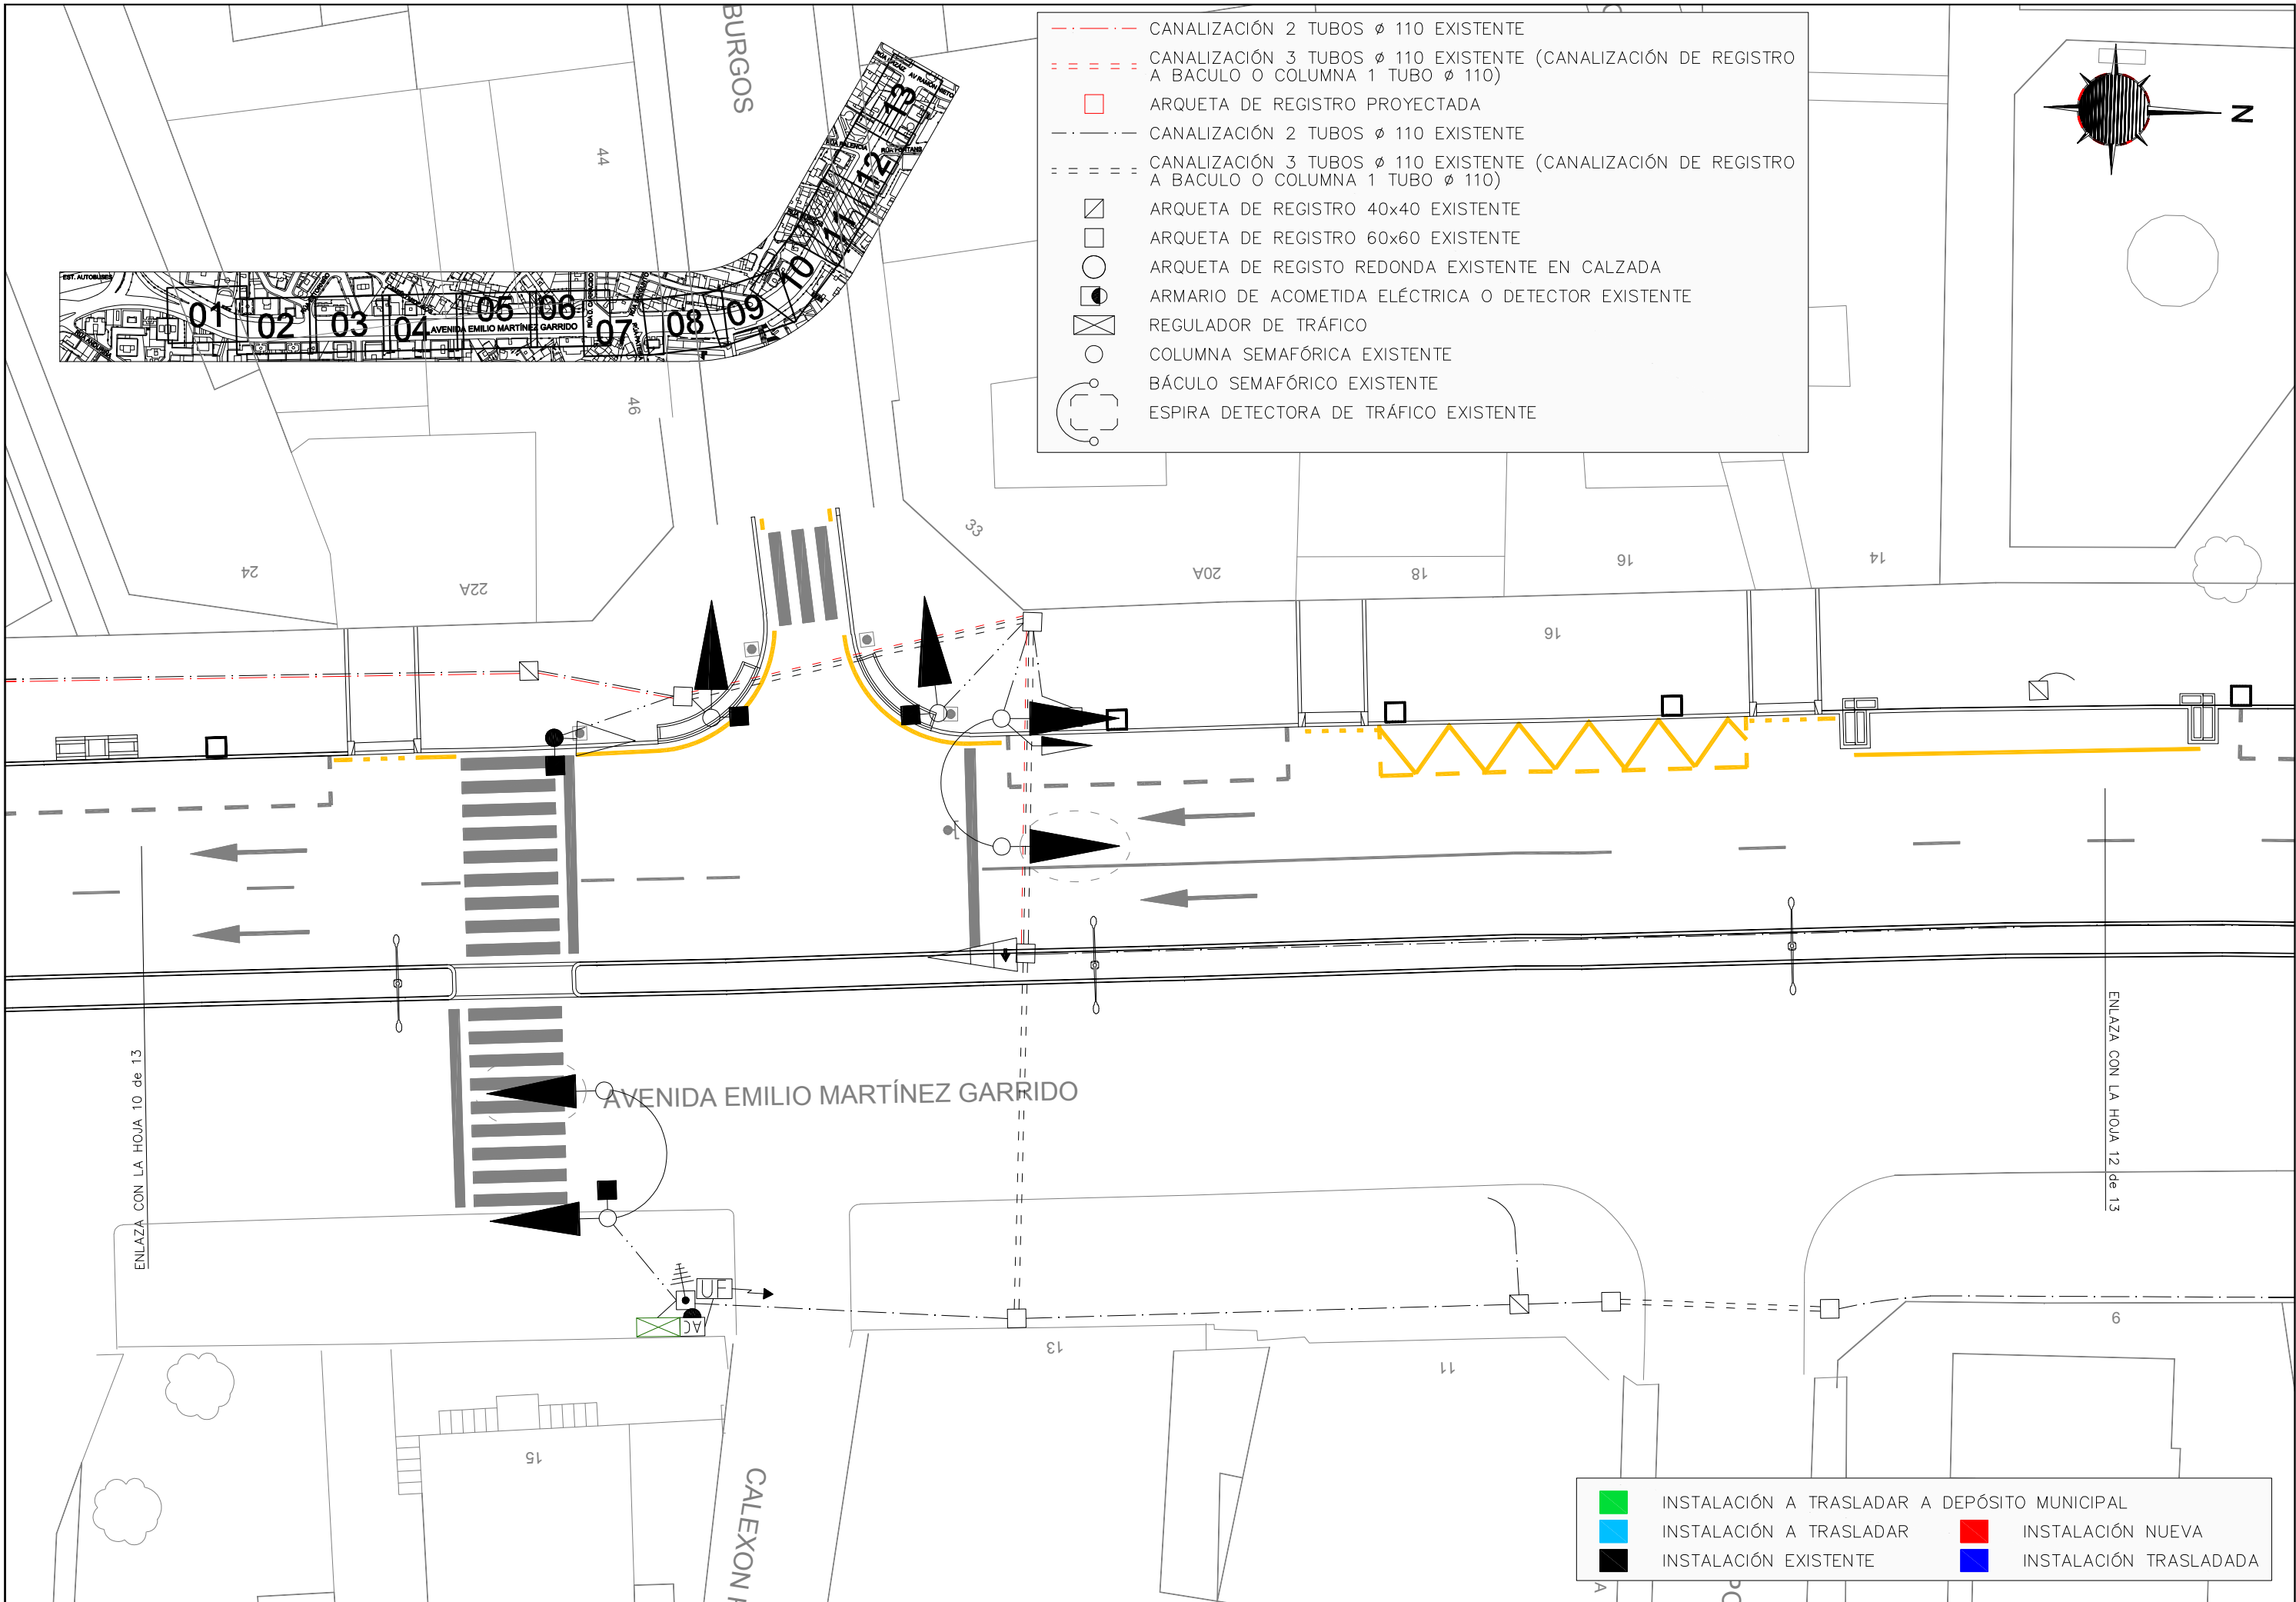 BURGOS
CANALIZACIÓN 2 TUBOS ø 110 EXISTENTE
CANALIZACIÓN 3 TUBOS ø 110 EXISTENTE (CANALIZACIÓN DE REGISTRO
A BACULO O COLUMNA 1 TUBO ø 110)
ARQUETA DE REGISTRO PROYECTADA
CANALIZACIÓN 2 TUBOS ø 110 EXISTENTE
CANALIZACIÓN 3 TUBOS ø 110 EXISTENTE (CANALIZACIÓN DE REGISTRO
A BACULO O COLUMNA 1 TUBO ø 110)
ARQUETA DE REGISTRO 40x40 EXISTENTE
ARQUETA DE REGISTRO 60x60 EXISTENTE
ARQUETA DE REGISTO REDONDA EXISTENTE EN CALZADA
ARMARIO DE ACOMETIDA ELÉCTRICA O DETECTOR EXISTENTE
REGULADOR DE TRÁFICO
COLUMNA SEMAFÓRICA EXISTENTE
BÁCULO SEMAFÓRICO EXISTENTE
ESPIRA DETECTORA DE TRÁFICO EXISTENTE
N
44
46
EST. AUTOBUSES
01
02
03
04
05
06
07
08
09
10
11
12
13
AVENIDA EMILIO MARTÍNEZ GARRIDO
AV RAMÓN NIETO
RÚA PALENCIA
24
22A
33
20A
18
16
14
16
ENLAZA CON LA HOJA 10 de 13
AVENIDA EMILIO MARTÍNEZ GARRIDO
ENLAZA CON LA HOJA 12 de 13
UF
AC
13
11
9
15
CALEXON
INSTALACIÓN A TRASLADAR A DEPÓSITO MUNICIPAL
INSTALACIÓN A TRASLADAR
INSTALACIÓN NUEVA
INSTALACIÓN EXISTENTE
INSTALACIÓN TRASLADADA
A